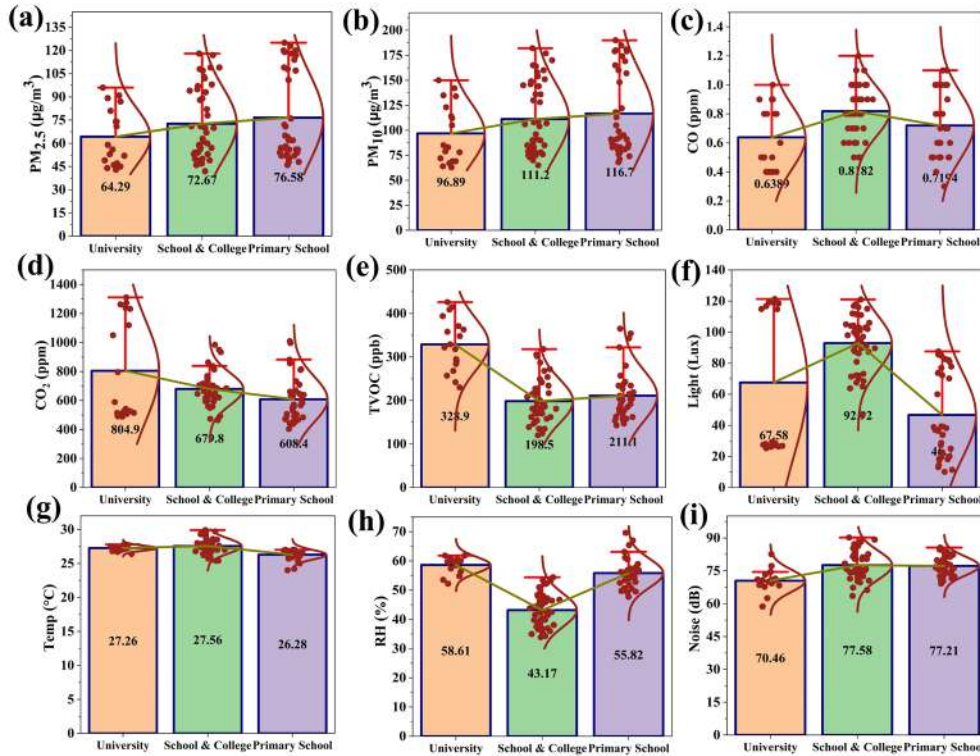 (a)
PM2.5 (μg/m3)
135
120
105
90
75
60
45
30
15
0
64.29
72.67
76.58
University
School & College
Primary School
(b)
PM10 (μg/m3)
200
175
150
125
100
75
50
25
0
96.89
111.2
116.7
University
School & College
Primary School
(c)
CO (ppm)
1.6
1.4
1.2
1.0
0.8
0.6
0.4
0.2
0.0
0.6389
0.8182
0.7194
University
School & College
Primary School
(d)
CO2 (ppm)
1400
1200
1000
800
600
400
200
0
804.9
679.8
608.4
University
School & College
Primary School
(e)
TVOC (ppb)
500
400
300
200
100
0
328.9
198.5
211.1
University
School & College
Primary School
(f)
Light (Lux)
140
120
100
80
60
40
20
0
67.58
University
School & College
Primary School
(g)
Temp (°C)
30
25
20
15
10
5
0
27.26
27.56
26.28
University
School & College
Primary School
(h)
RH (%)
70
60
50
40
30
20
10
0
58.61
43.17
55.82
University
School & College
Primary School
(i)
Noise (dB)
90
75
60
45
30
15
0
70.46
77.58
77.21
University
School & College
Primary School